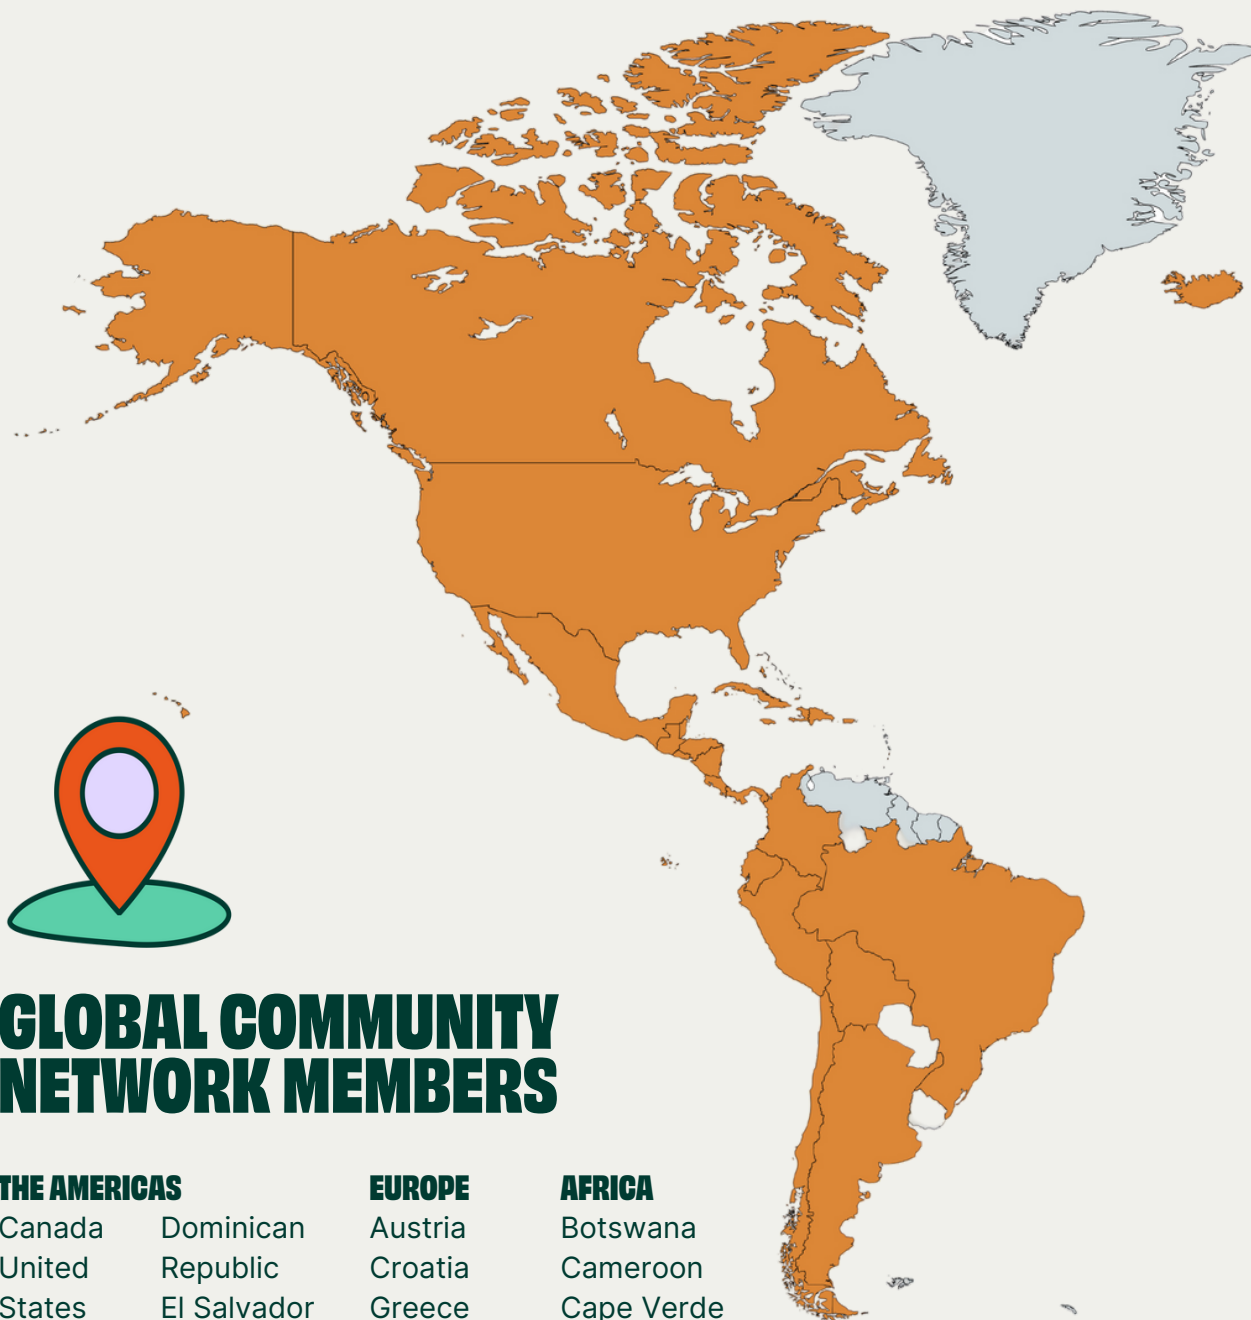 GLOBAL COMMUNITY
NETWORK MEMBERS
THE AMERICAS
Canada
United
States
Dominican
Republic
El Salvador
EUROPE
Austria
Croatia
Greece
AFRICA
Botswana
Cameroon
Cape Verde